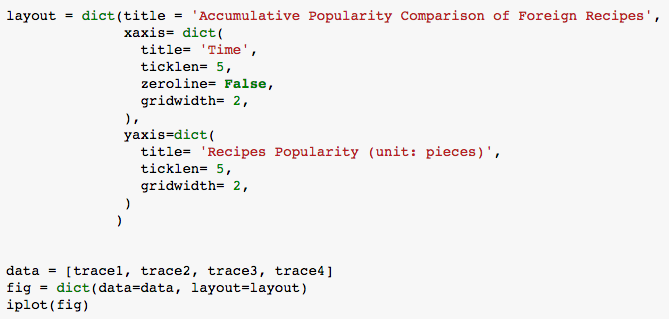 layout = dict(title = 'Accumulative Popularity Comparison of Foreign Recipes',
              xaxis= dict(
                title= 'Time',
                ticklen= 5,
                zeroline= False,
                gridwidth= 2,
              ),
              yaxis=dict(
                title= 'Recipes Popularity (unit: pieces)',
                ticklen= 5,
                gridwidth= 2,
              )
             )
data = [trace1, trace2, trace3, trace4]
fig = dict(data=data, layout=layout)
iplot(fig)